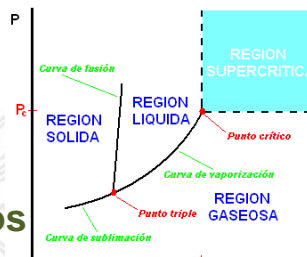 P
REGION
SUPERCRITICA
Curva de fusión
Pc
REGION
LIQUIDA
REGION
SOLIDA
Punto crítico
Curva de vaporización
REGION
GASEOSA
Punto triple
os
Curva de sublimación